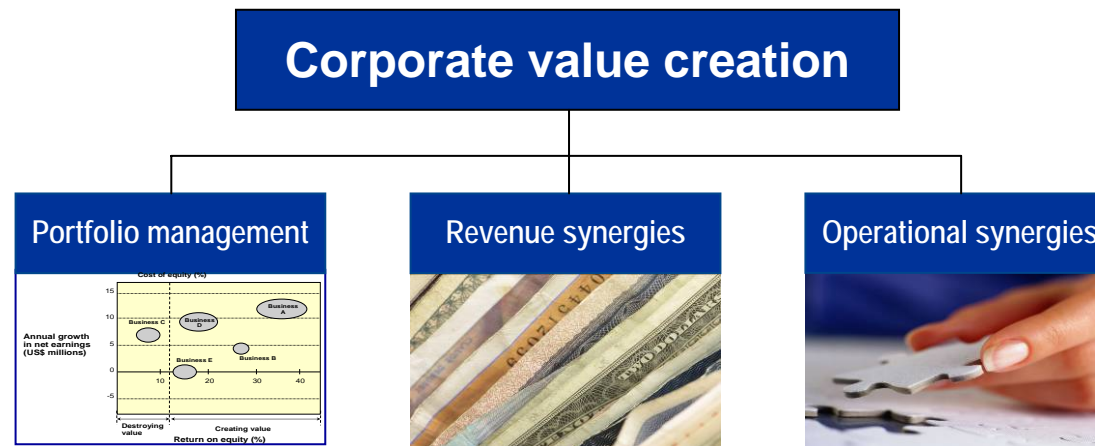 Corporate value creation
Portfolio management
Revenue synergies
Operational synergies
Cost of equity (%)
15
Business A
10
Business D
Business C
Annual growth
in net earnings
(US$ millions)
5
Business B
Business E
0
10
20
30
40
-5
Destroying value
Creating value
Return on equity (%)
TWO DOLLARS